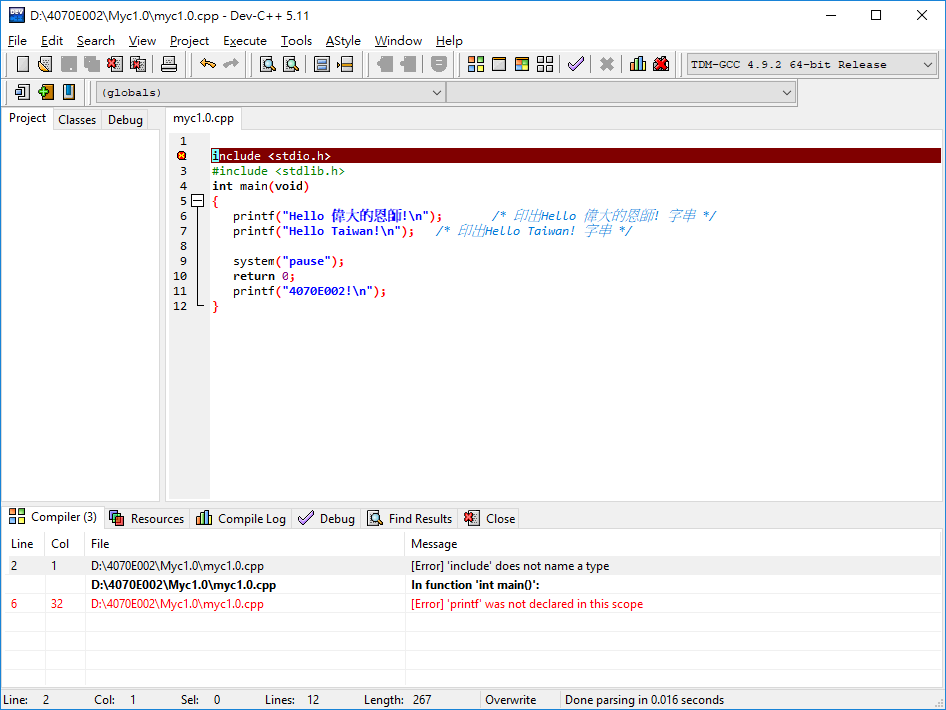 D:\4070E002\Myc1.0\myc1.0.cpp - Dev-C++ 5.11
File Edit Search View Project Execute Tools AStyle Window Help
TDM-GCC 4.9.2 64-bit Release
(globals)
Project Classes Debug myc1.0.cpp
1
include <stdio.h>
3 #include <stdlib.h>
4 int main(void)
5 {
6 printf("Hello 偉大的恩師!\n"); /* 印出Hello 偉大的恩師! 字串 */
7 printf("Hello Taiwan!\n"); /* 印出Hello Taiwan! 字串 */
8
9 system("pause");
10 return 0;
11 printf("4070E002!\n");
12 }
Compiler (3) Resources Compile Log Debug Find Results Close
Line Col File Message
2 1 D:\4070E002\Myc1.0\myc1.0.cpp [Error] 'include' does not name a type
D:\4070E002\Myc1.0\myc1.0.cpp In function 'int main()':
6 32 D:\4070E002\Myc1.0\myc1.0.cpp [Error] 'printf' was not declared in this scope
Line: 2 Col: 1 Sel: 0 Lines: 12 Length: 267 Overwrite Done parsing in 0.016 seconds